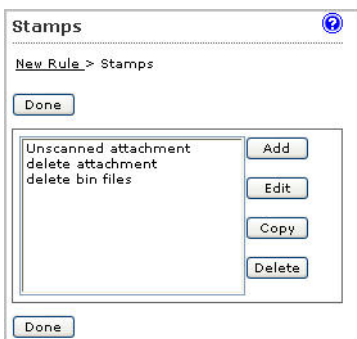 Stamps
?
New Rule > Stamps
Done
Unscanned attachment
delete attachment
delete bin files
Add
Edit
Copy
Delete
Done